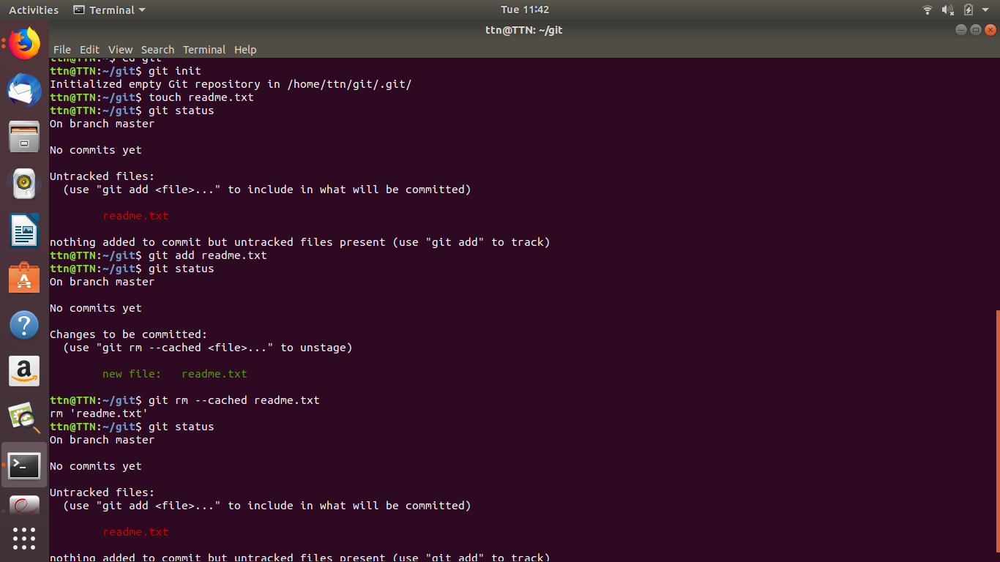 Activities Terminal Tue 11:42
ttn@TTN: ~/git
File Edit View Search Terminal Help
ttn@TTN:~$ cd git
ttn@TTN:~/git$ git init
Initialized empty Git repository in /home/ttn/git/.git/
ttn@TTN:~/git$ touch readme.txt
ttn@TTN:~/git$ git status
On branch master
No commits yet
Untracked files:
(use "git add <file>..." to include in what will be committed)
readme.txt
nothing added to commit but untracked files present (use "git add" to track)
ttn@TTN:~/git$ git add readme.txt
ttn@TTN:~/git$ git status
On branch master
No commits yet
Changes to be committed:
(use "git rm --cached <file>..." to unstage)
new file:   readme.txt
ttn@TTN:~/git$ git rm --cached readme.txt
rm 'readme.txt'
ttn@TTN:~/git$ git status
On branch master
No commits yet
Untracked files:
(use "git add <file>..." to include in what will be committed)
readme.txt
nothing added to commit but untracked files present (use "git add" to track)